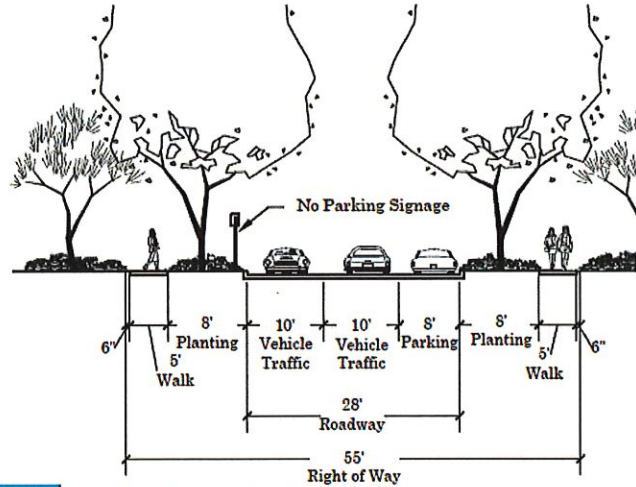 No Parking Signage
8'
Planting
10'
Vehicle
Traffic
10'
Vehicle
Traffic
8'
Parking
8'
Planting
6"
5'
Walk
5'
Walk
6"
28'
Roadway
55'
Right of Way